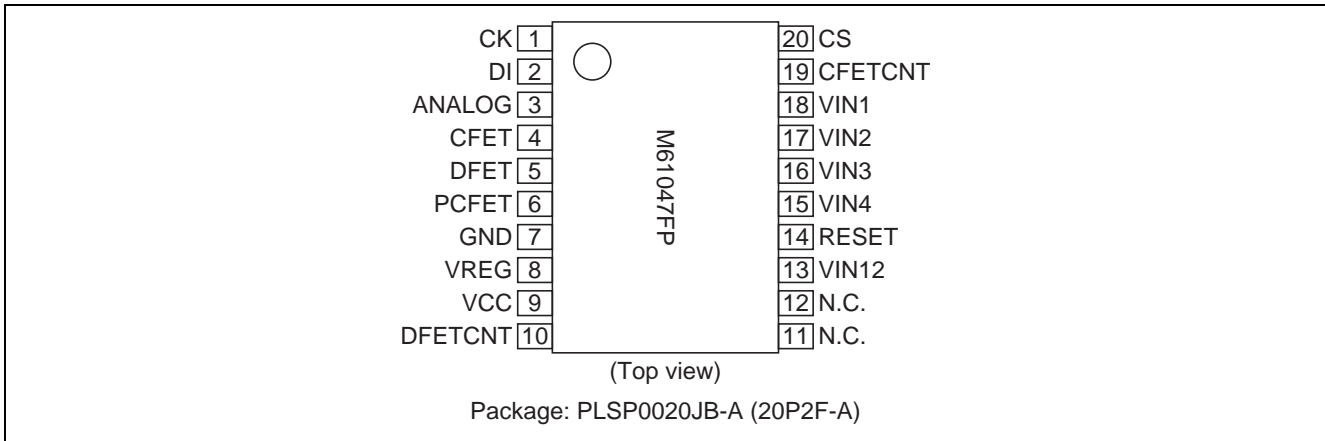 CK 1 20 CS
DI 2 19 CFETCNT
ANALOG 3 18 VIN1
CFET 4 17 VIN2
DFET 5 16 VIN3
PCFET 6 15 VIN4
GND 7 14 RESET
VREG 8 13 VIN12
VCC 9 12 N.C.
DFETCNT 10 11 N.C.
M61047FP
(Top view)
Package: PLSP0020JB-A (20P2F-A)